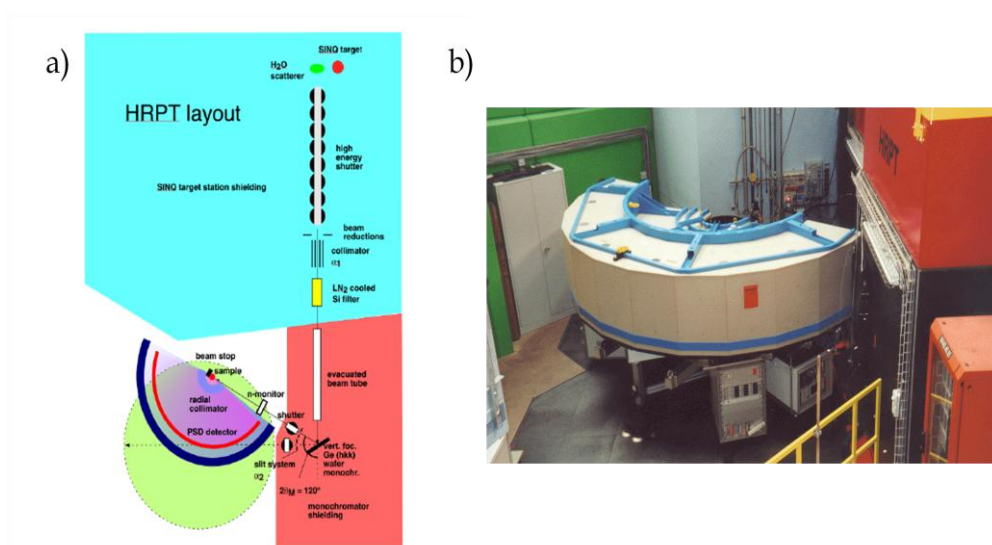 a)
b)
SINQ target
H2O
scatterer
HRPT layout
high
energy
shutter
SINQ target station shielding
beam
reductions
collimator
α1
LN2 cooled
Si filter
evacuated
beam tube
beam stop
sample
n-monitor
radial
collimator
shutter
PSD detector
vert. foc.
Ge (hkk)
wafer
monochr.
slit system
α2
2θM = 120°
monochromator
shielding
HRPT